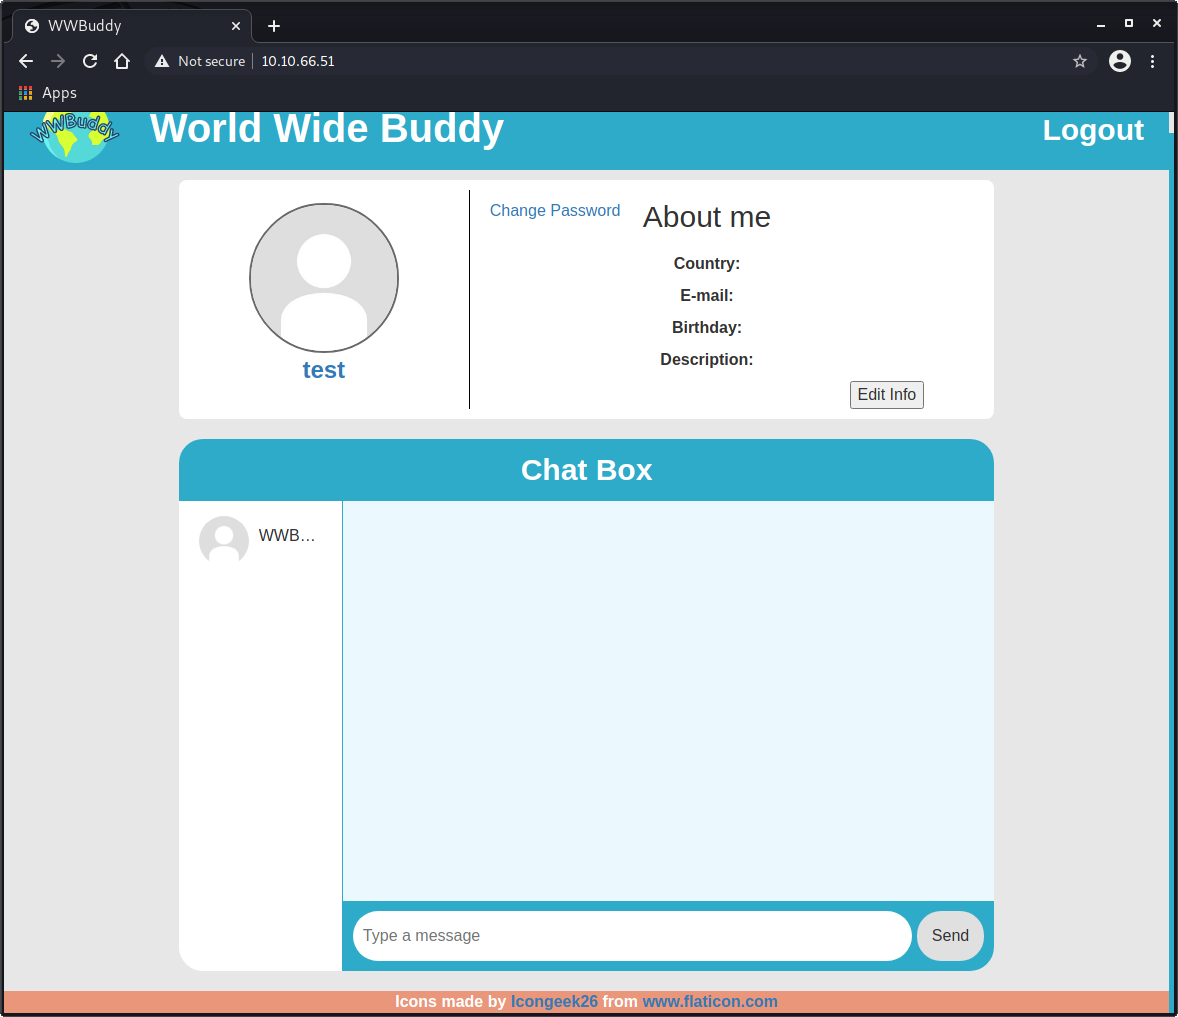 WWBuddy
Not secure 10.10.66.51
Apps
WWBuddy World Wide Buddy Logout
Change Password About me
Country:
E-mail:
Birthday:
Description:
test
Edit Info
Chat Box
WWB...
Type a message Send
Icons made by Icongeek26 from www.flaticon.com